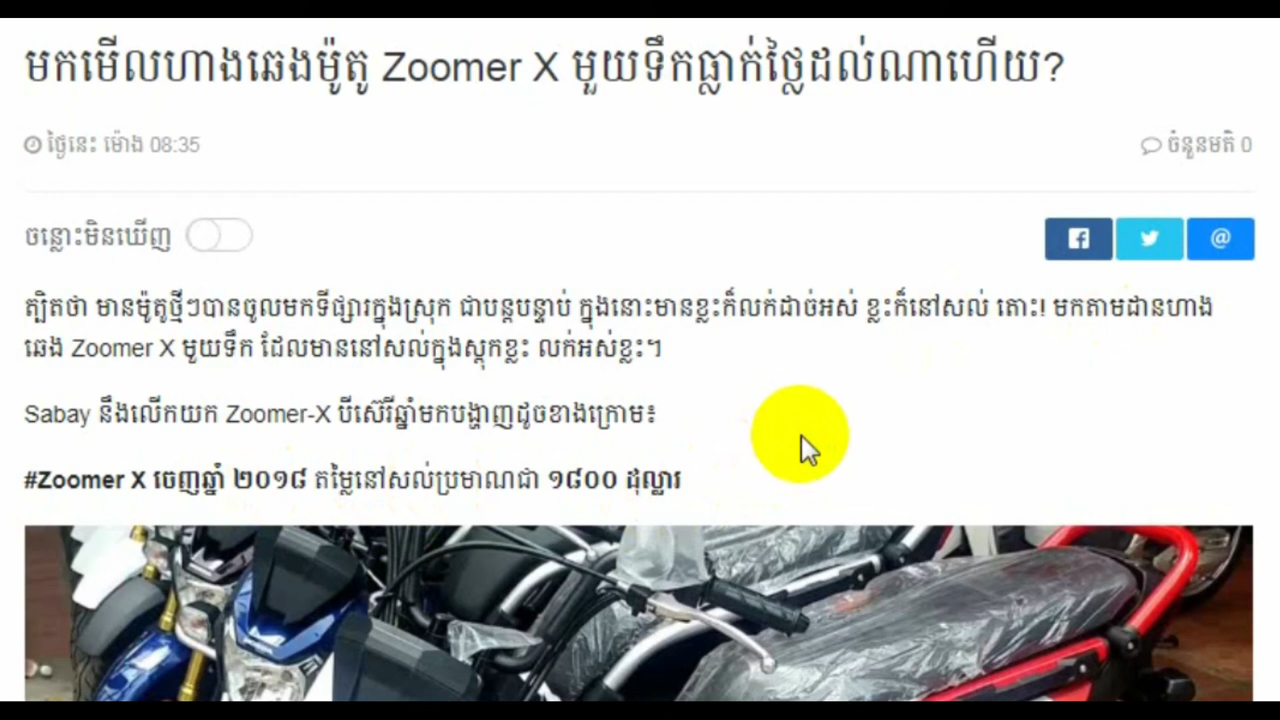 មកមើលហាងឆេងម៉ូតូ Zoomer X មួយទឹកធ្លាក់ថ្លៃដល់ណាហើយ?
ថ្ងៃនេះ ម៉ោង 08:35
ចំនួនមតិ 0
ចន្លោះមិនឃើញ
ត្បិតថា មានម៉ូតូថ្មីៗបានចូលមកទីផ្សារក្នុងស្រុក ជាបន្តបន្ទាប់ ក្នុងនោះមានខ្លះក៏លក់ដាច់អស់ ខ្លះក៏នៅសល់ តោះ! មកតាមដានហាង
ឆេង Zoomer X មួយទឹក ដែលមាននៅសល់ក្នុងស្តុកខ្លះ លក់អស់ខ្លះ។
Sabay នឹងលើកយក Zoomer-X បីស៊េរីឆ្នាំមកបង្ហាញដូចខាងក្រោម៖
#Zoomer X ចេញឆ្នាំ ២០១៨ តម្លៃនៅសល់ប្រមាណជា ១៨០០ ដុល្លារ